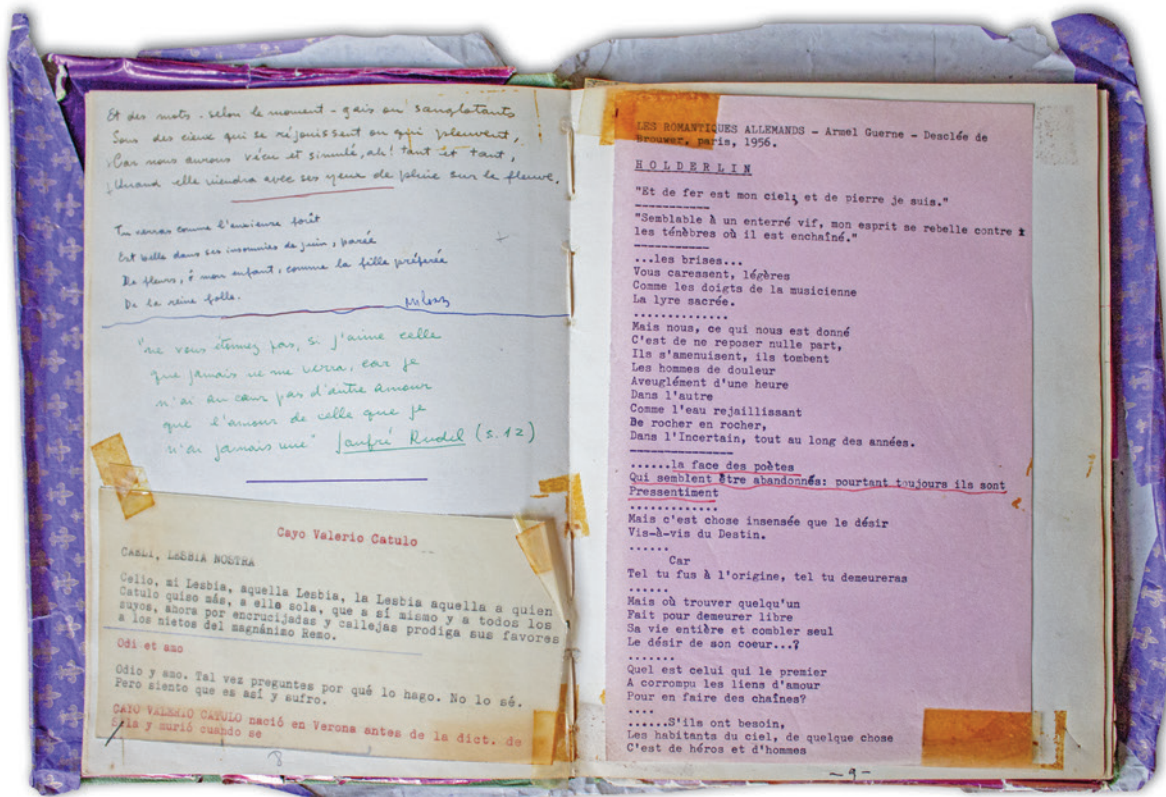 Et des mots - selon le moment - gais ou sanglotants
Sous des cieux qui se réjouissent ou qui pleuvent,
Car nous aurons vécu et simulé, ah! tant et tant,
Quand elle viendra avec ses yeux de pluie sur le fleuve.
Tu verras comme l'ancienne forêt
Est belle dans ses insomnies de juin, parée
De fleurs, ô mon enfant, comme la fille préparée
De la reine folle.
Milosz
"ne vous étonnez pas, si j'aime celle
que jamais ne me verra, car je
n'ai au cœur pas d'autre amour
que l'amour de celle que je
n'ai jamais vue" Jaufré Rudel (s. 12)
Cayo Valerio Catulo
CAELI, LESBIA NOSTRA
Celio, mi Lesbia, aquella Lesbia, la Lesbia aquella a quien
Catulo quiso más, a ella sola, que a sí mismo y a todos los
suyos, ahora por encrucijadas y callejas prodiga sus favores
a los nietos del magnánimo Remo.
Odi et amo
Odio y amo. Tal vez preguntes por qué lo hago. No lo sé.
Pero siento que es así y sufro.
CAYO VALERIO CATULO nació en Verona antes de la dict. de
Sila y murió cuando se
8
LES ROMANTIQUES ALLEMANDS - Armel Guerne - Desclée de
Brouwer, paris, 1956.
HOLDERLIN
"Et de fer est mon ciel, et de pierre je suis."
-----------
"Semblable à un enterré vif, mon esprit se rebelle contre
les ténèbres où il est enchaîné."
-----------
...les brises...
Vous caressent, légères
Comme les doigts de la musicienne
La lyre sacrée.
.............
Mais nous, ce qui nous est donné
C'est de ne reposer nulle part,
Ils s'amenuisent, ils tombent
Les hommes de douleur
Aveuglément d'une heure
Dans l'autre
Comme l'eau rejaillissant
De rocher en rocher,
Dans l'Incertain, tout au long des années.
---------------
......la face des poètes
Qui semblent être abandonnés: pourtant toujours ils sont
Pressentiment
.............
Mais c'est chose insensée que le désir
Vis-à-vis du Destin.
......
Car
Tel tu fus à l'origine, tel tu demeureras
......
Mais où trouver quelqu'un
Fait pour demeurer libre
Sa vie entière et combler seul
Le désir de son coeur...?
.......
Quel est celui qui le premier
A corrompu les liens d'amour
Pour en faire des chaînes?
....
......S'ils ont besoin,
Les habitants du ciel, de quelque chose
C'est de héros et d'hommes
-9-